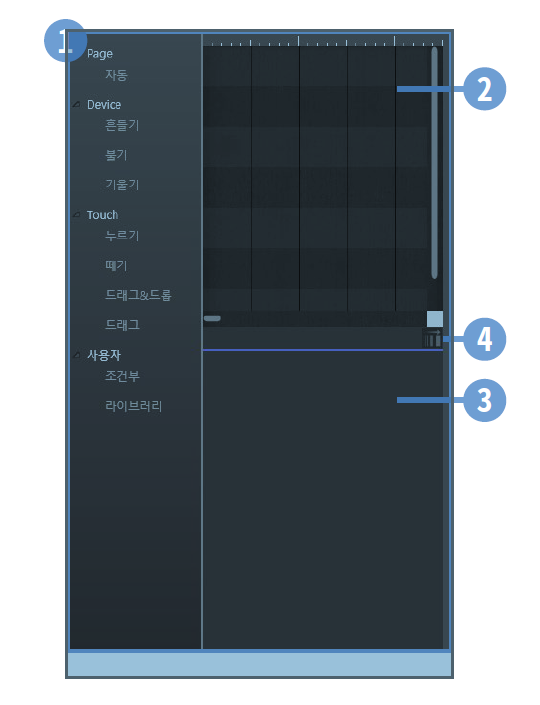 1
Page
자동
2
Device
흔들기
불기
기울기
Touch
누르기
떼기
드래그&드롭
드래그
4
사용자
조건부
3
라이브러리